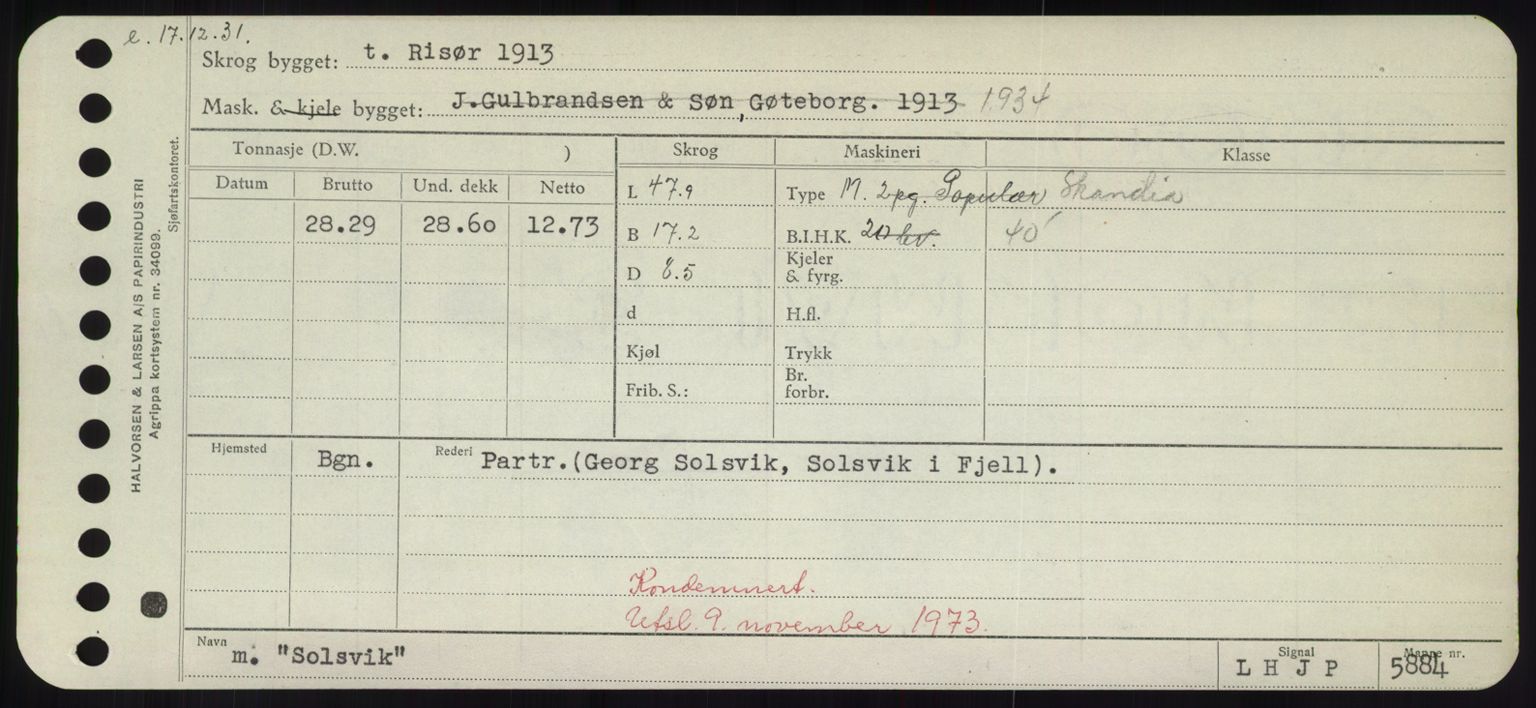 e. 17.12.31.
Skrog bygget: t. Risør 1913
Mask. & kjele bygget: J.Gulbrandsen & Søn, Gøteborg. 1913 1934
Tonnasje (D.W. ) Skrog Maskineri Klasse
Datum Brutto Und. dekk Netto
L 47.9 Type M. 2pg. Populær Skandia
28.29 28.60 12.73
B 17.2 B.I.H.K. 40
D 8.5 Kjeler & fyrg.
d H.fl.
Kjøl Trykk
Frib. S.: Br. forbr.
Hjemsted Bgn. Rederi Partr.(Georg Solsvik, Solsvik i Fjell).
Kondemnert.
Utsl. 9. november 1973.
Navn m. "Solsvik" Signal L H J P Mappe nr. 5884
HALVORSEN & LARSEN A/S PAPIRINDUSTRI
Agrippa kortsystem nr. 34099.
Sjøfartskontoret.